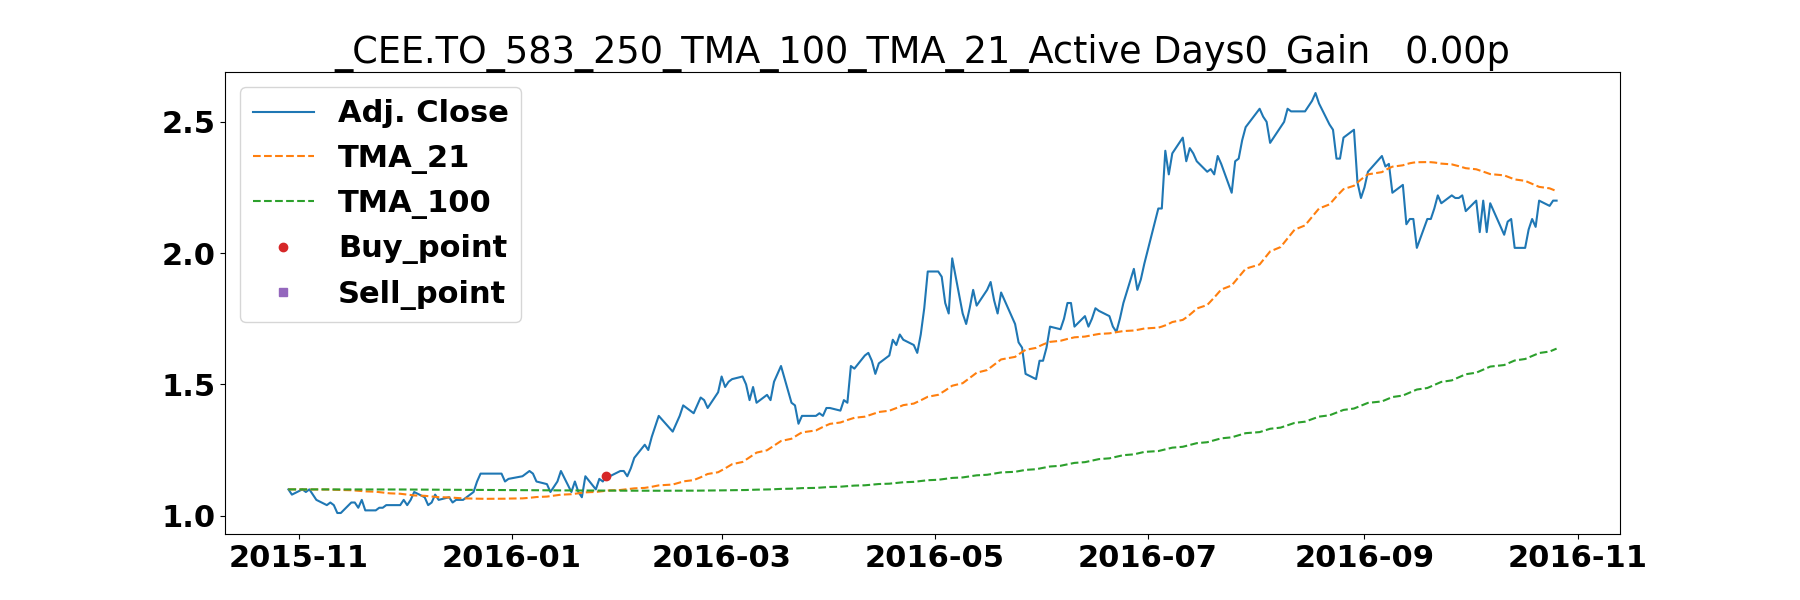 _CEE.TO_583_250_TMA_100_TMA_21_Active Days0_Gain   0.00p
Adj. Close
TMA_21
TMA_100
Buy_point
Sell_point
2.5
2.0
1.5
1.0
2015-11 2016-01 2016-03 2016-05 2016-07 2016-09 2016-11